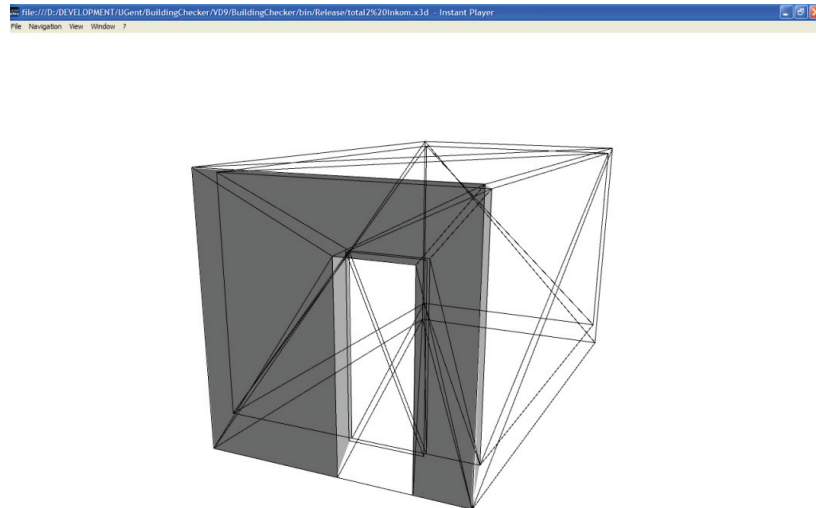 file:///D:/DEVELOPMENT/UGent/BuildingChecker/VD9/BuildingChecker/bin/Release/total2%20Inkom.x3d - Instant Player
File Navigation View Window ?